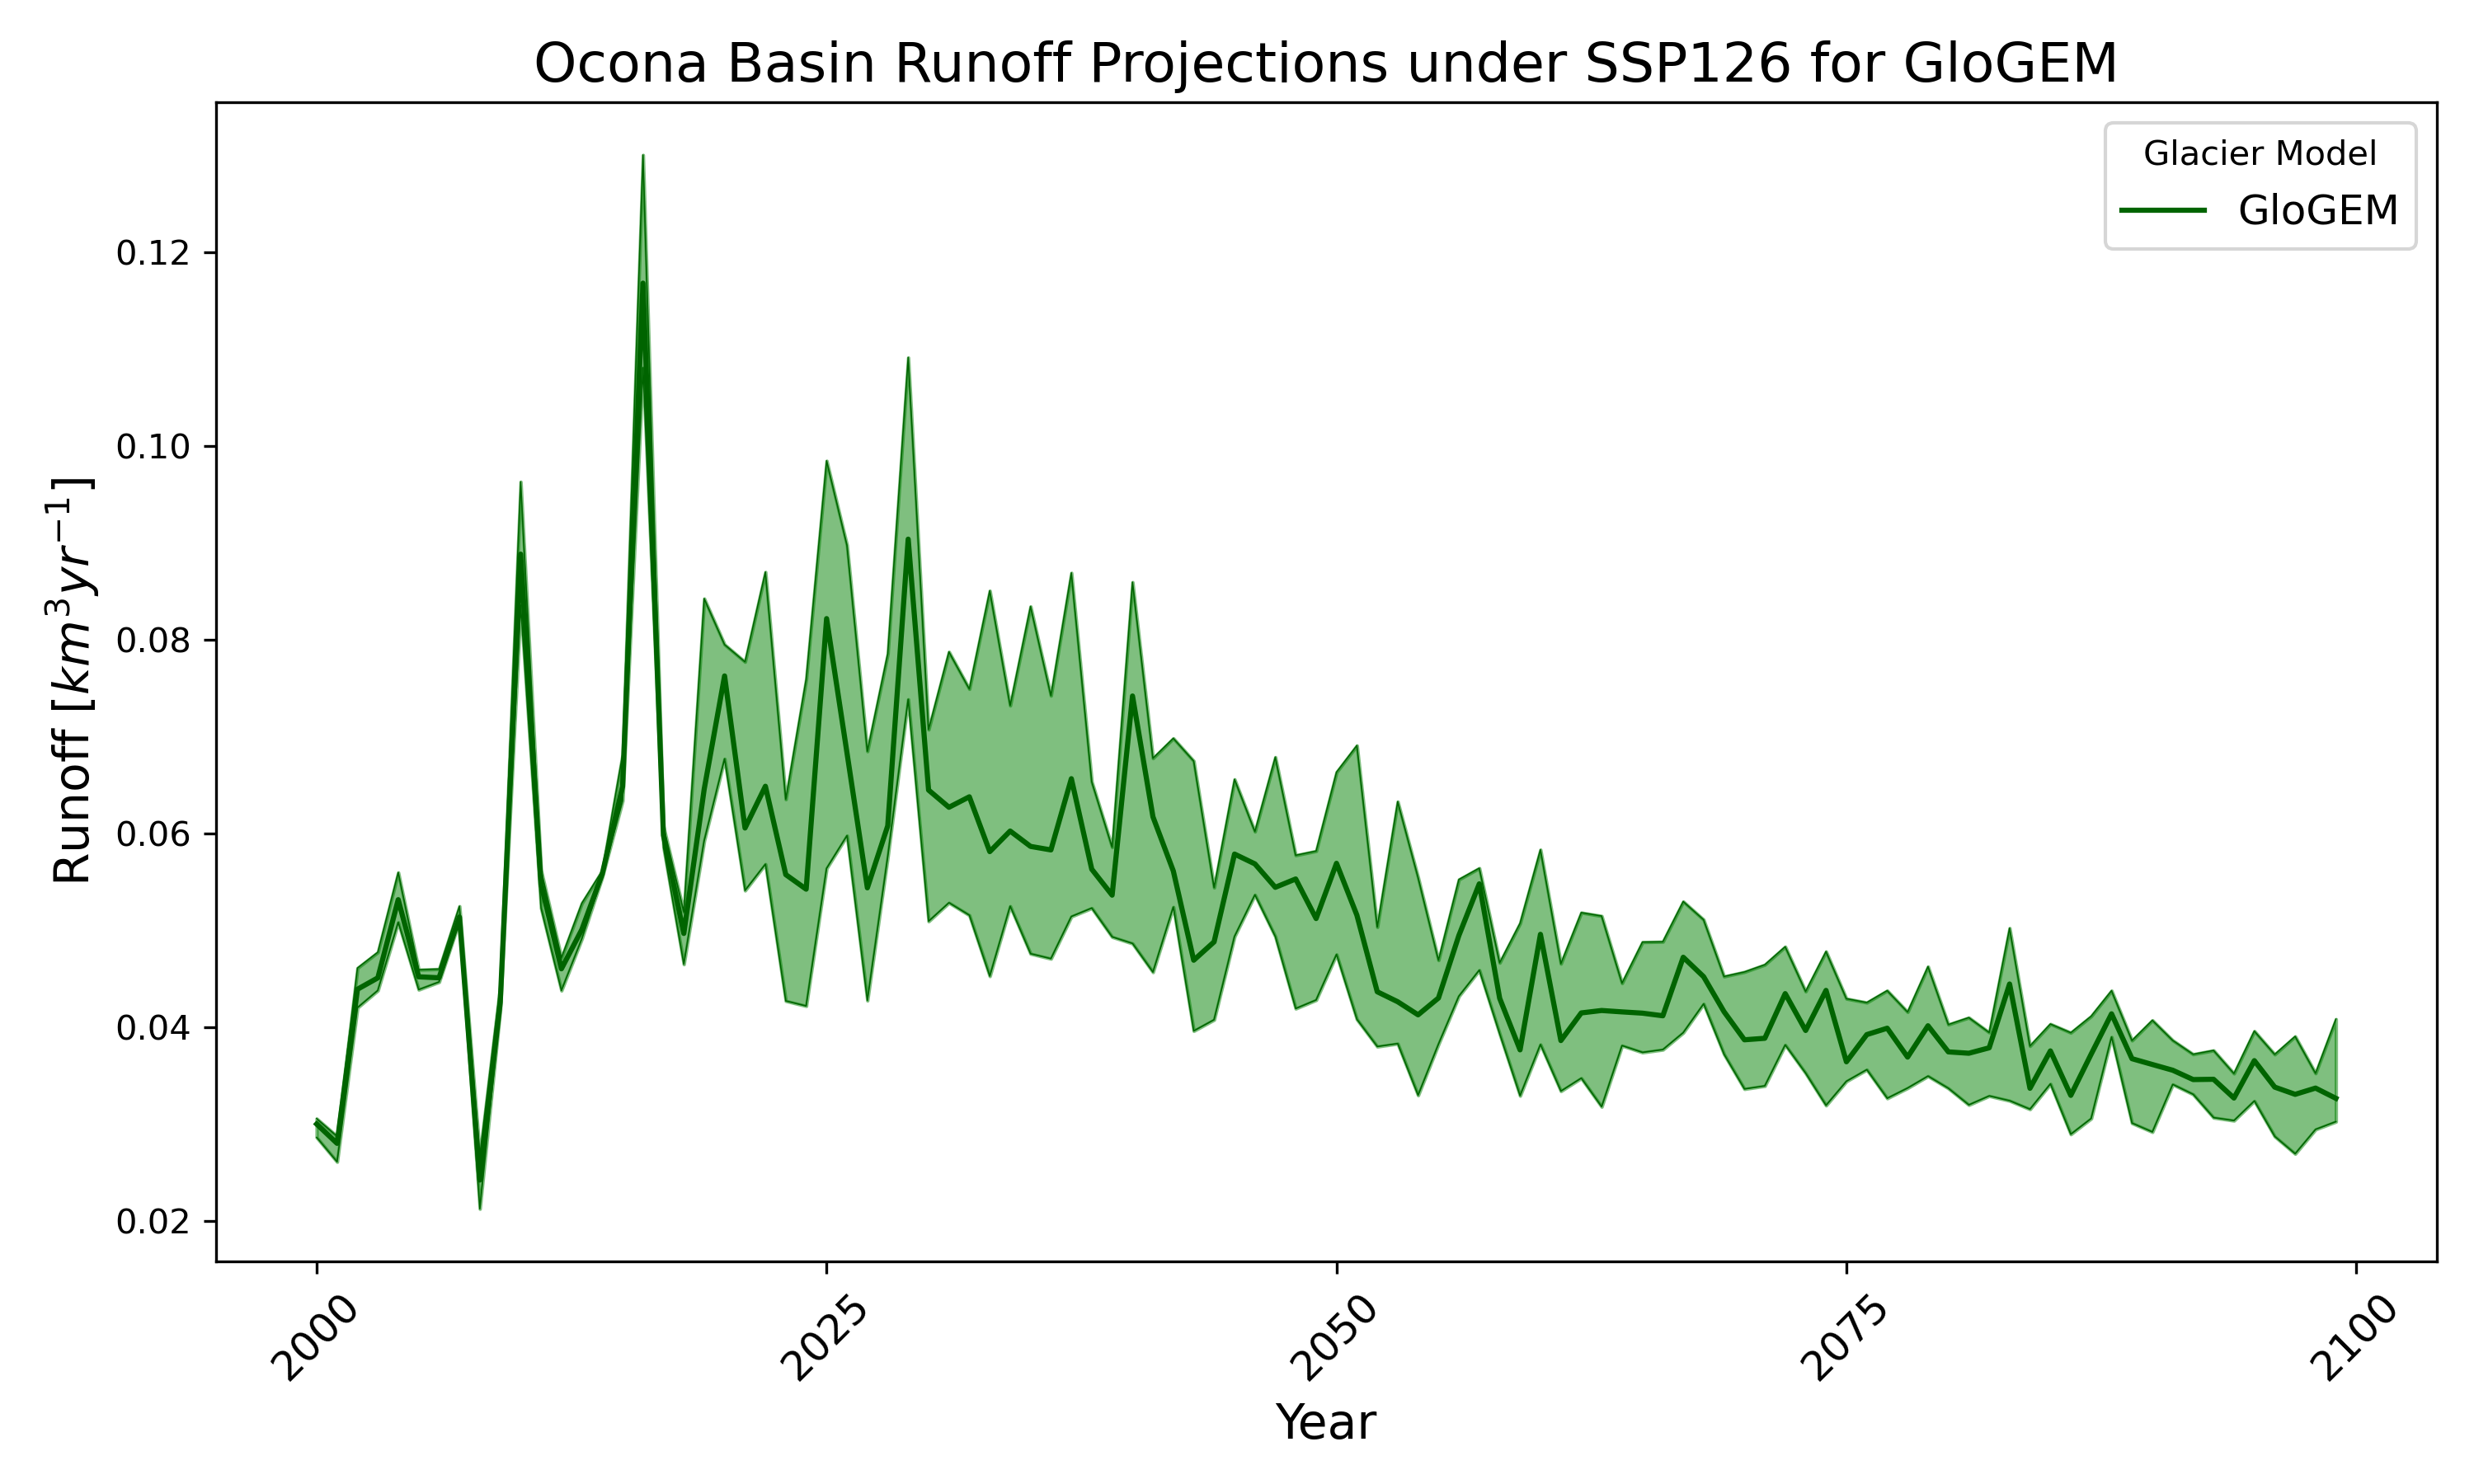 Ocona Basin Runoff Projections under SSP126 for GloGEM
Glacier Model
GloGEM
Runoff [km³yr⁻¹]
0.12
0.10
0.08
0.06
0.04
0.02
2000
2025
2050
2075
2100
Year